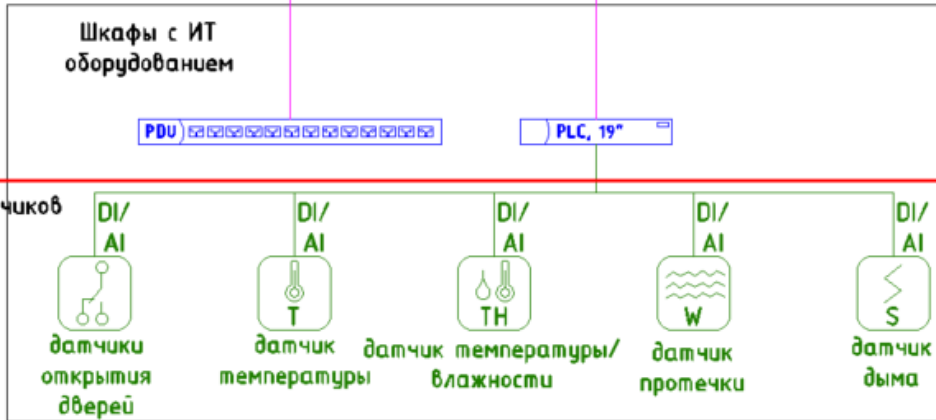 Шкафы с ИТ
оборудованием
PDU
PLC, 19"
чиков
DI/
AI
DI/
AI
DI/
AI
DI/
AI
DI/
AI
T
TH
W
S
датчики
открытия
дверей
датчик
температуры
датчик температуры/
влажности
датчик
протечки
датчик
дыма